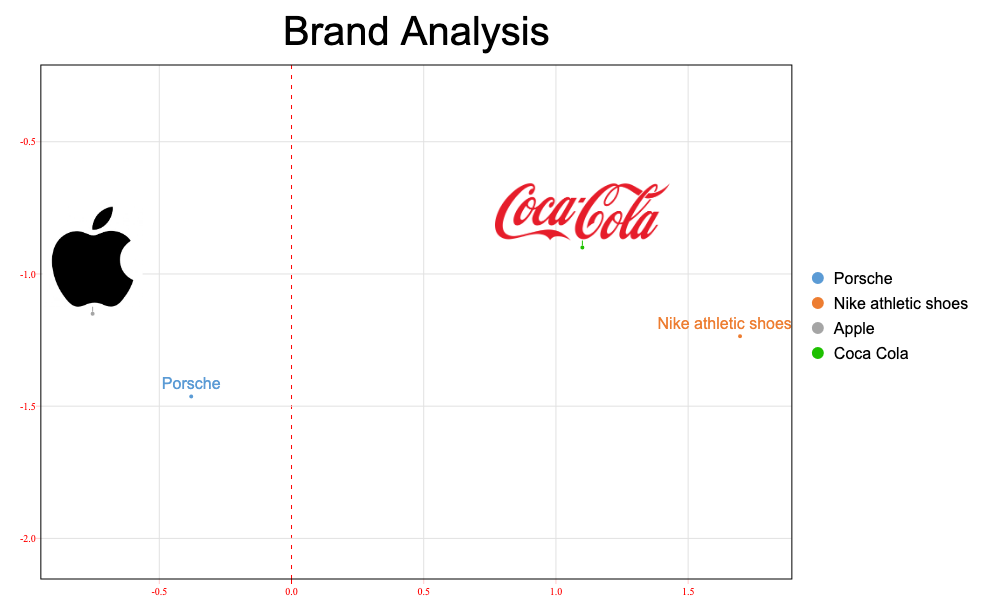 Brand Analysis
-0.5
Coca-Cola
-1.0
Porsche
Nike athletic shoes
Nike athletic shoes
Apple
Porsche
Coca Cola
-1.5
-2.0
-0.5
0.0
0.5
1.0
1.5